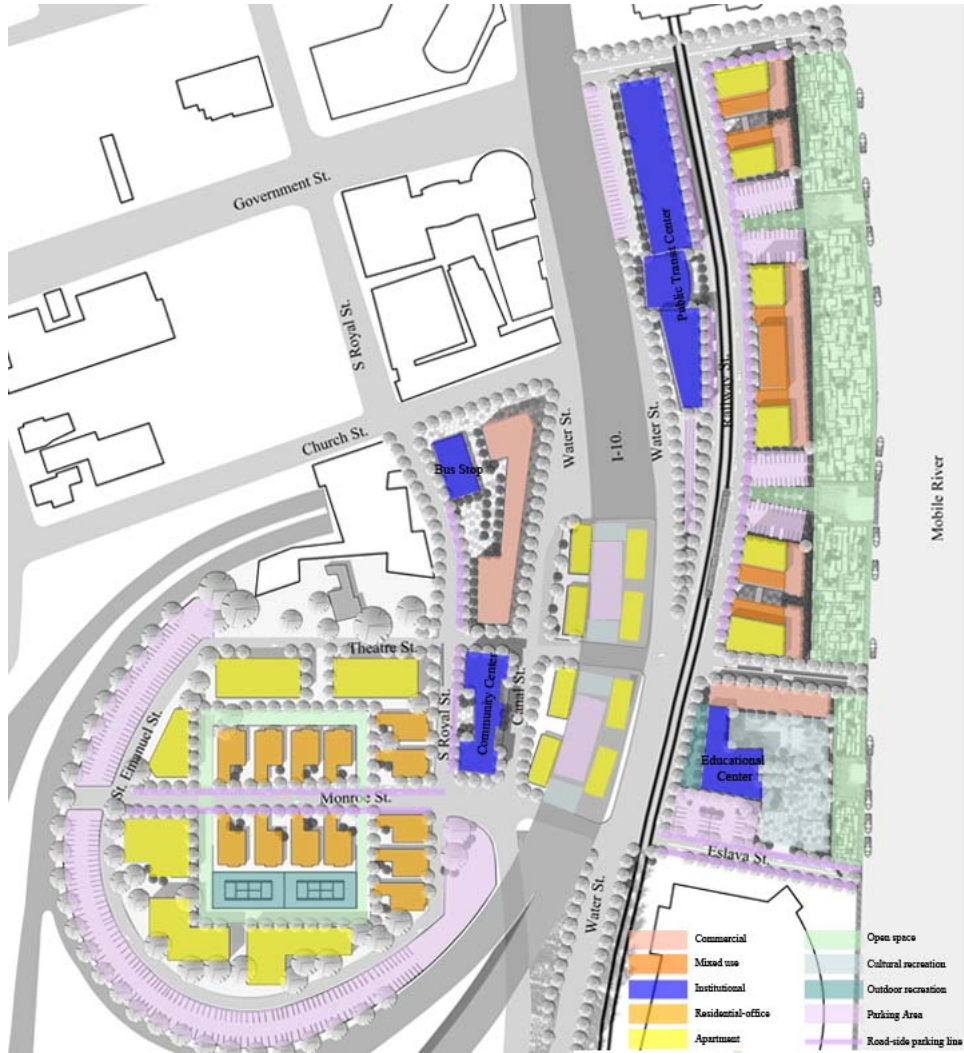 Government St.
S Royal St.
Church St.
Bus Stop
Water St.
I-10.
Water St.
Public Transit Center
Railway St.
Mobile River
Theatre St.
St. Emanuel St.
S Royal St.
Community Center
Canal St.
Monroe St.
Educational
Center
Eslava St.
Water St.
Commercial
Mixed use
Institutional
Residential-office
Apartment
Open space
Cultural recreation
Outdoor recreation
Parking Area
Road-side parking line